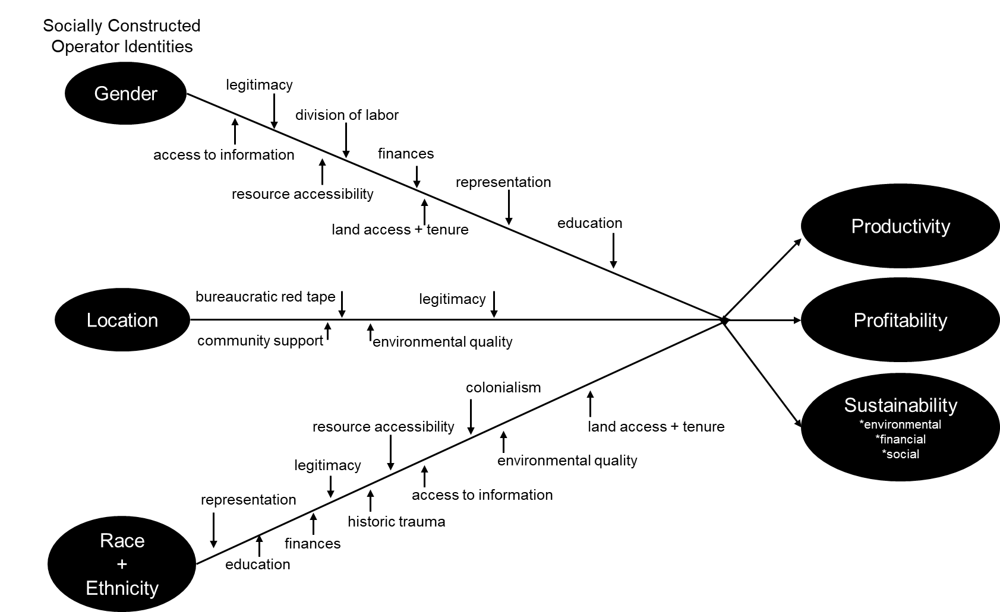 Socially Constructed
Operator Identities
Gender
legitimacy
division of labor
finances
representation
education
access to information
resource accessibility
land access + tenure
Location
bureaucratic red tape
legitimacy
community support
environmental quality
Race
+
Ethnicity
representation
legitimacy
resource accessibility
colonialism
education
finances
historic trauma
access to information
environmental quality
land access + tenure
Productivity
Profitability
Sustainability
*environmental
*financial
*social